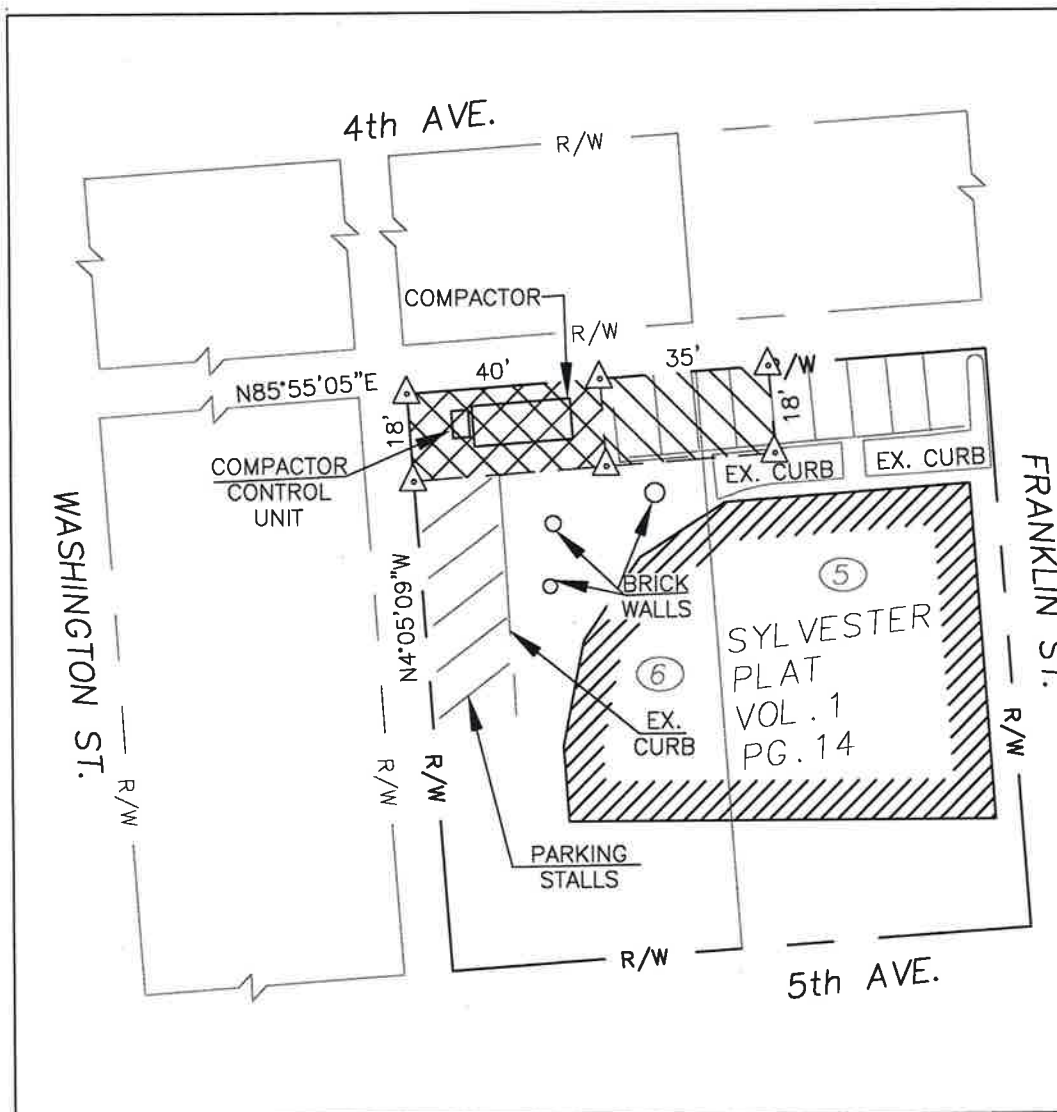 4th AVE.
R/W
COMPACTOR
R/W
N85°55'05"E
40'
35'
R/W
18'
18'
COMPACTOR
CONTROL
UNIT
EX. CURB
EX. CURB
WASHINGTON ST.
FRANKLIN ST.
N4°05'09"W
BRICK
WALLS
5
SYLVESTER
PLAT
VOL.1
PG.14
6
EX.
CURB
R/W
R/W
R/W
R/W
PARKING
STALLS
R/W
5th AVE.